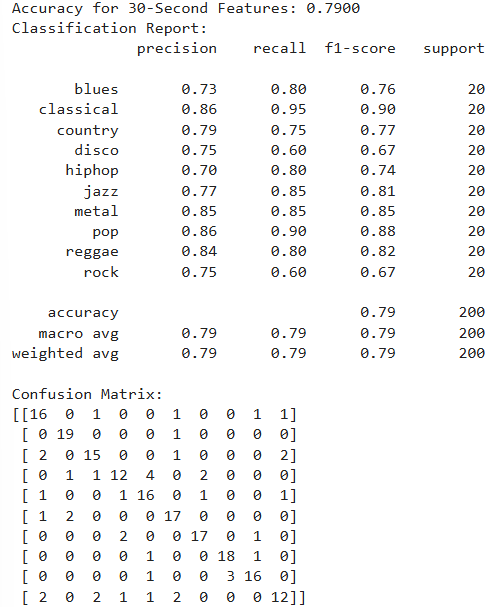 Accuracy for 30-Second Features: 0.7900
Classification Report:
              precision    recall  f1-score   support

       blues       0.73      0.80      0.76        20
   classical       0.86      0.95      0.90        20
     country       0.79      0.75      0.77        20
       disco       0.75      0.60      0.67        20
      hiphop       0.70      0.80      0.74        20
        jazz       0.77      0.85      0.81        20
       metal       0.85      0.85      0.85        20
         pop       0.86      0.90      0.88        20
      reggae       0.84      0.80      0.82        20
        rock       0.75      0.60      0.67        20

    accuracy                           0.79       200
   macro avg       0.79      0.79      0.79       200
weighted avg       0.79      0.79      0.79       200

Confusion Matrix:
[[16  0  1  0  0  1  0  0  1  1]
 [ 0 19  0  0  0  1  0  0  0  0]
 [ 2  0 15  0  0  1  0  0  0  2]
 [ 0  1  1 12  4  0  2  0  0  0]
 [ 1  0  0  1 16  0  1  0  0  1]
 [ 1  2  0  0  0 17  0  0  0  0]
 [ 0  0  0  2  0  0 17  0  1  0]
 [ 0  0  0  0  1  0  0 18  1  0]
 [ 0  0  0  0  1  0  0  3 16  0]
 [ 2  0  2  1  1  2  0  0  0 12]]